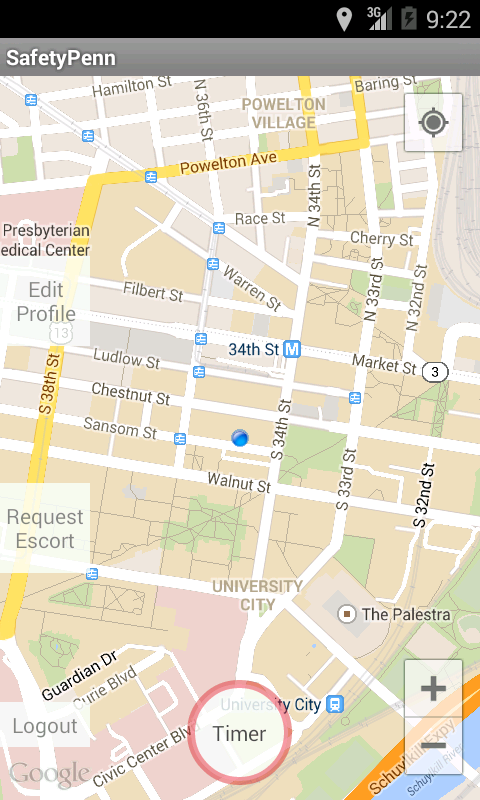 3G
9:22
SafetyPenn
Hamilton St
Baring St
N 36th St
POWELTON
VILLAGE
Powelton Ave
N 34th St
Race St
Presbyterian
edical Center
Cherry St
N 33rd St
N 32nd St
Warren St
Filbert St
Edit
Profile
13
34th St
M
Market St
3
Ludlow St
S 38th St
Chestnut St
Sansom St
S 34th St
Walnut St
S 33rd St
S 32nd St
Request
Escort
UNIVERSITY
CITY
The Palestra
Guardian Dr
Curie Blvd
+
University City
Logout
Timer
−
Civic Center Blv
Schuylkill Expy
Schuylkill River
Google